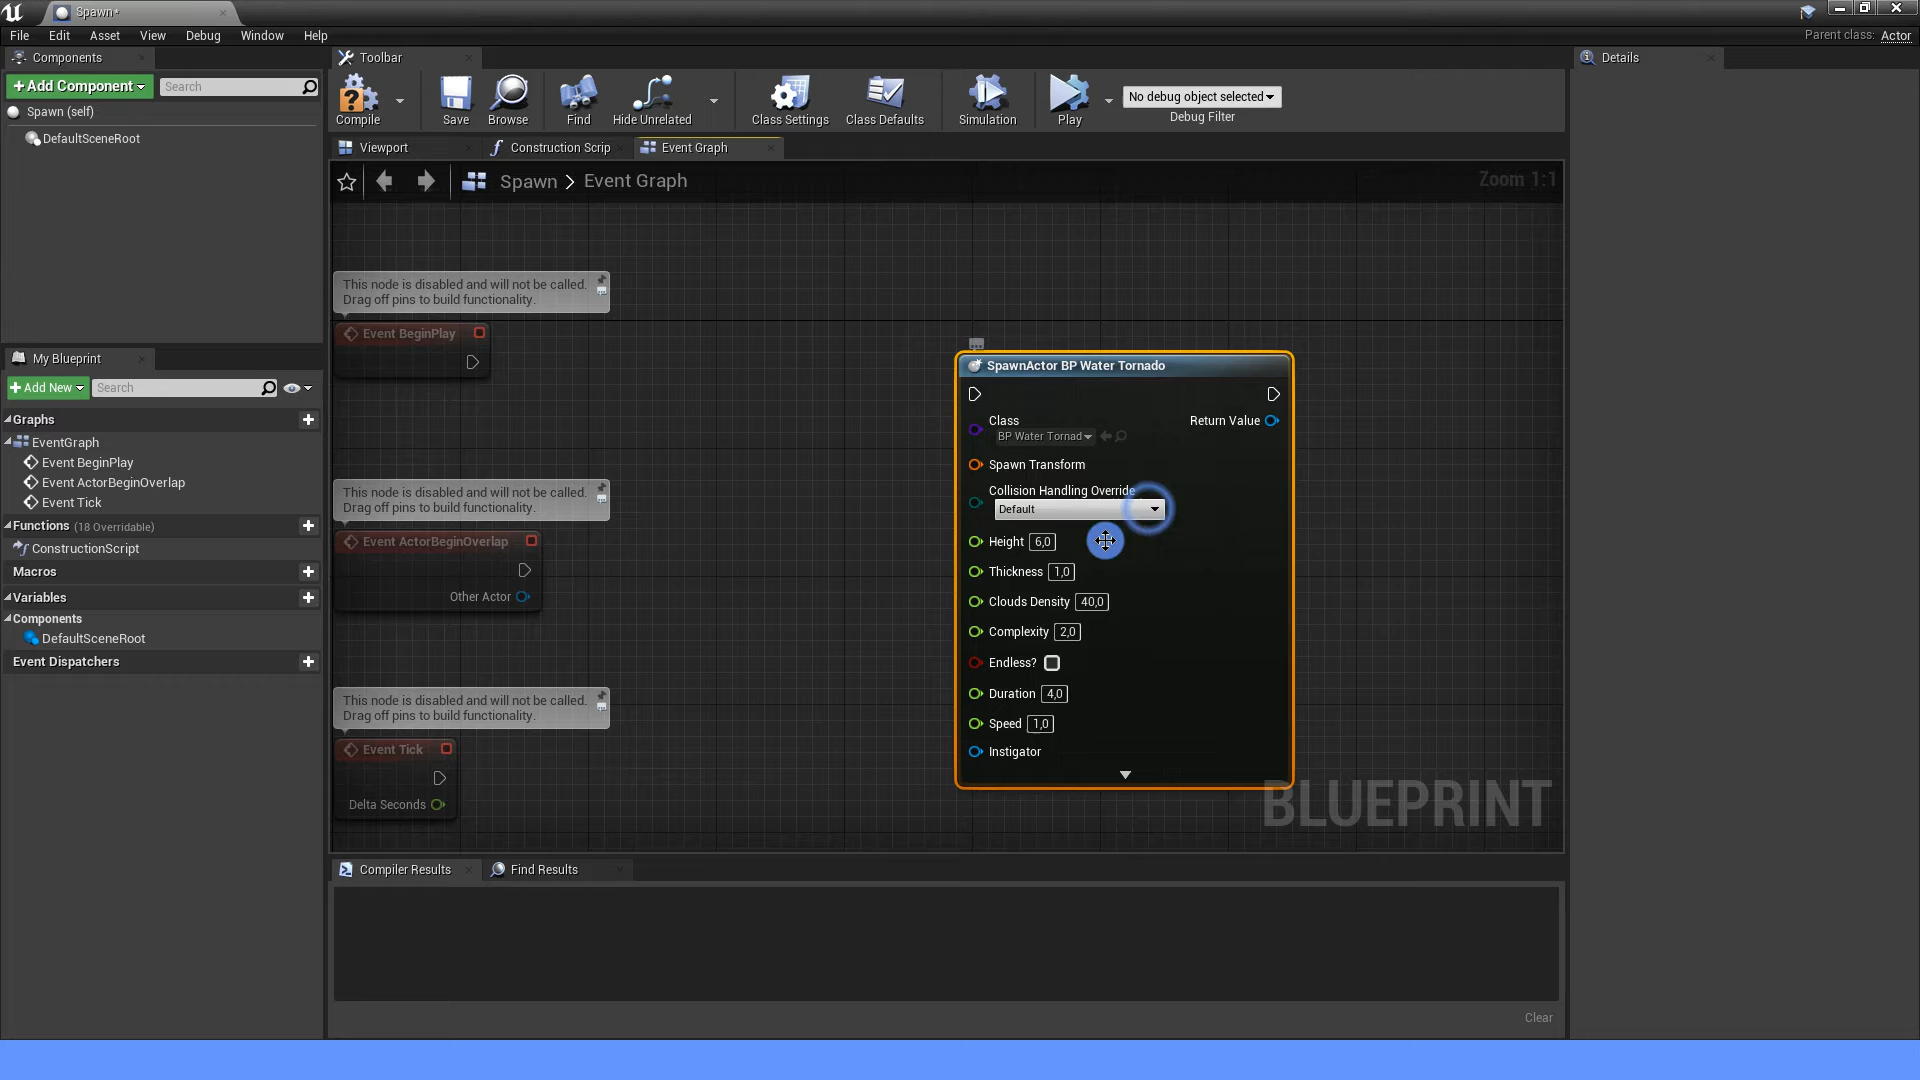 Spawn*
File Edit Asset View Debug Window Help
Parent class: Actor
Components
+Add Component
Search
Spawn (self)
DefaultSceneRoot
Toolbar
Compile
Save
Browse
Find
Hide Unrelated
Class Settings
Class Defaults
Simulation
Play
No debug object selected
Debug Filter
Details
Viewport
Construction Scrip
Event Graph
Spawn > Event Graph
Zoom 1:1
This node is disabled and will not be called.
Drag off pins to build functionality.
Event BeginPlay
This node is disabled and will not be called.
Drag off pins to build functionality.
Event ActorBeginOverlap
Other Actor
This node is disabled and will not be called.
Drag off pins to build functionality.
Event Tick
Delta Seconds
SpawnActor BP Water Tornado
Class
BP Water Tornad
Return Value
Spawn Transform
Collision Handling Override
Default
Height 6,0
Thickness 1,0
Clouds Density 40,0
Complexity 2,0
Endless?
Duration 4,0
Speed 1,0
Instigator
BLUEPRINT
My Blueprint
+Add New
Search
Graphs
EventGraph
Event BeginPlay
Event ActorBeginOverlap
Event Tick
Functions (18 Overridable)
ConstructionScript
Macros
Variables
Components
DefaultSceneRoot
Event Dispatchers
Compiler Results
Find Results
Clear